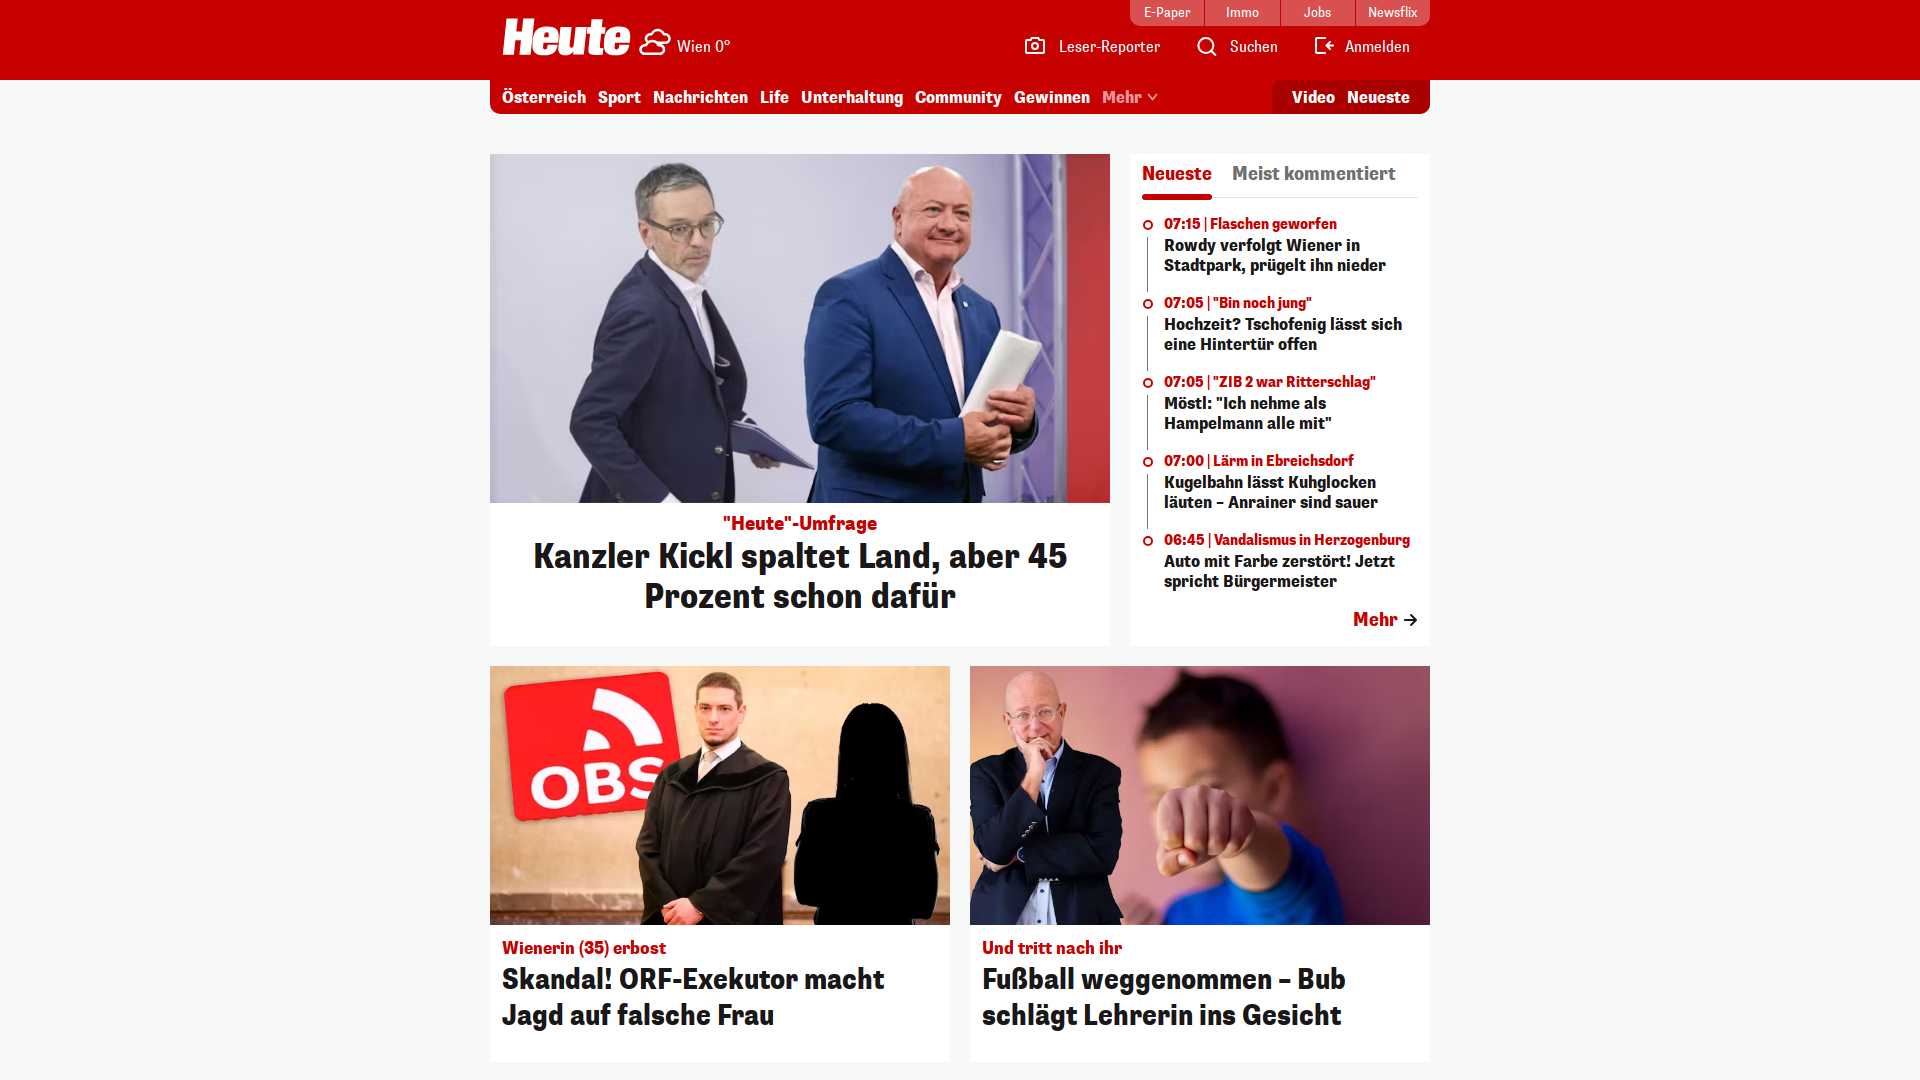 E-Paper
Immo
Jobs
Newsflix
Heute
Wien 0°
Leser-Reporter
Suchen
Anmelden
Österreich
Sport
Nachrichten
Life
Unterhaltung
Community
Gewinnen
Mehr
Video
Neueste
"Heute"-Umfrage
Kanzler Kickl spaltet Land, aber 45
Prozent schon dafür
Neueste
Meist kommentiert
07:15 | Flaschen geworfen
Rowdy verfolgt Wiener in
Stadtpark, prügelt ihn nieder
07:05 | "Bin noch jung"
Hochzeit? Tschofenig lässt sich
eine Hintertür offen
07:05 | "ZIB 2 war Ritterschlag"
Möstl: "Ich nehme als
Hampelmann alle mit"
07:00 | Lärm in Ebreichsdorf
Kugelbahn lässt Kuhglocken
läuten – Anrainer sind sauer
06:45 | Vandalismus in Herzogenburg
Auto mit Farbe zerstört! Jetzt
spricht Bürgermeister
Mehr
OBS
Wienerin (35) erbost
Skandal! ORF-Exekutor macht
Jagd auf falsche Frau
Und tritt nach ihr
Fußball weggenommen – Bub
schlägt Lehrerin ins Gesicht